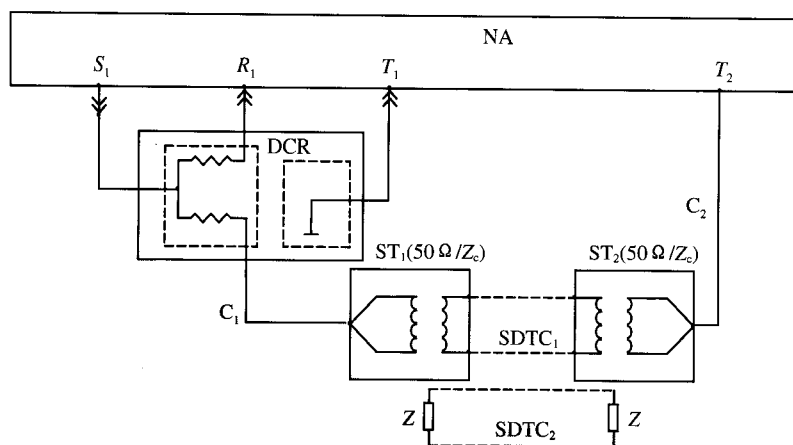 NA
S₁ R₁ T₁ T₂
DCR
C₂
ST₁(50 Ω/Zc) ST₂(50 Ω/Zc)
C₁
SDTC₁
Z SDTC₂ Z